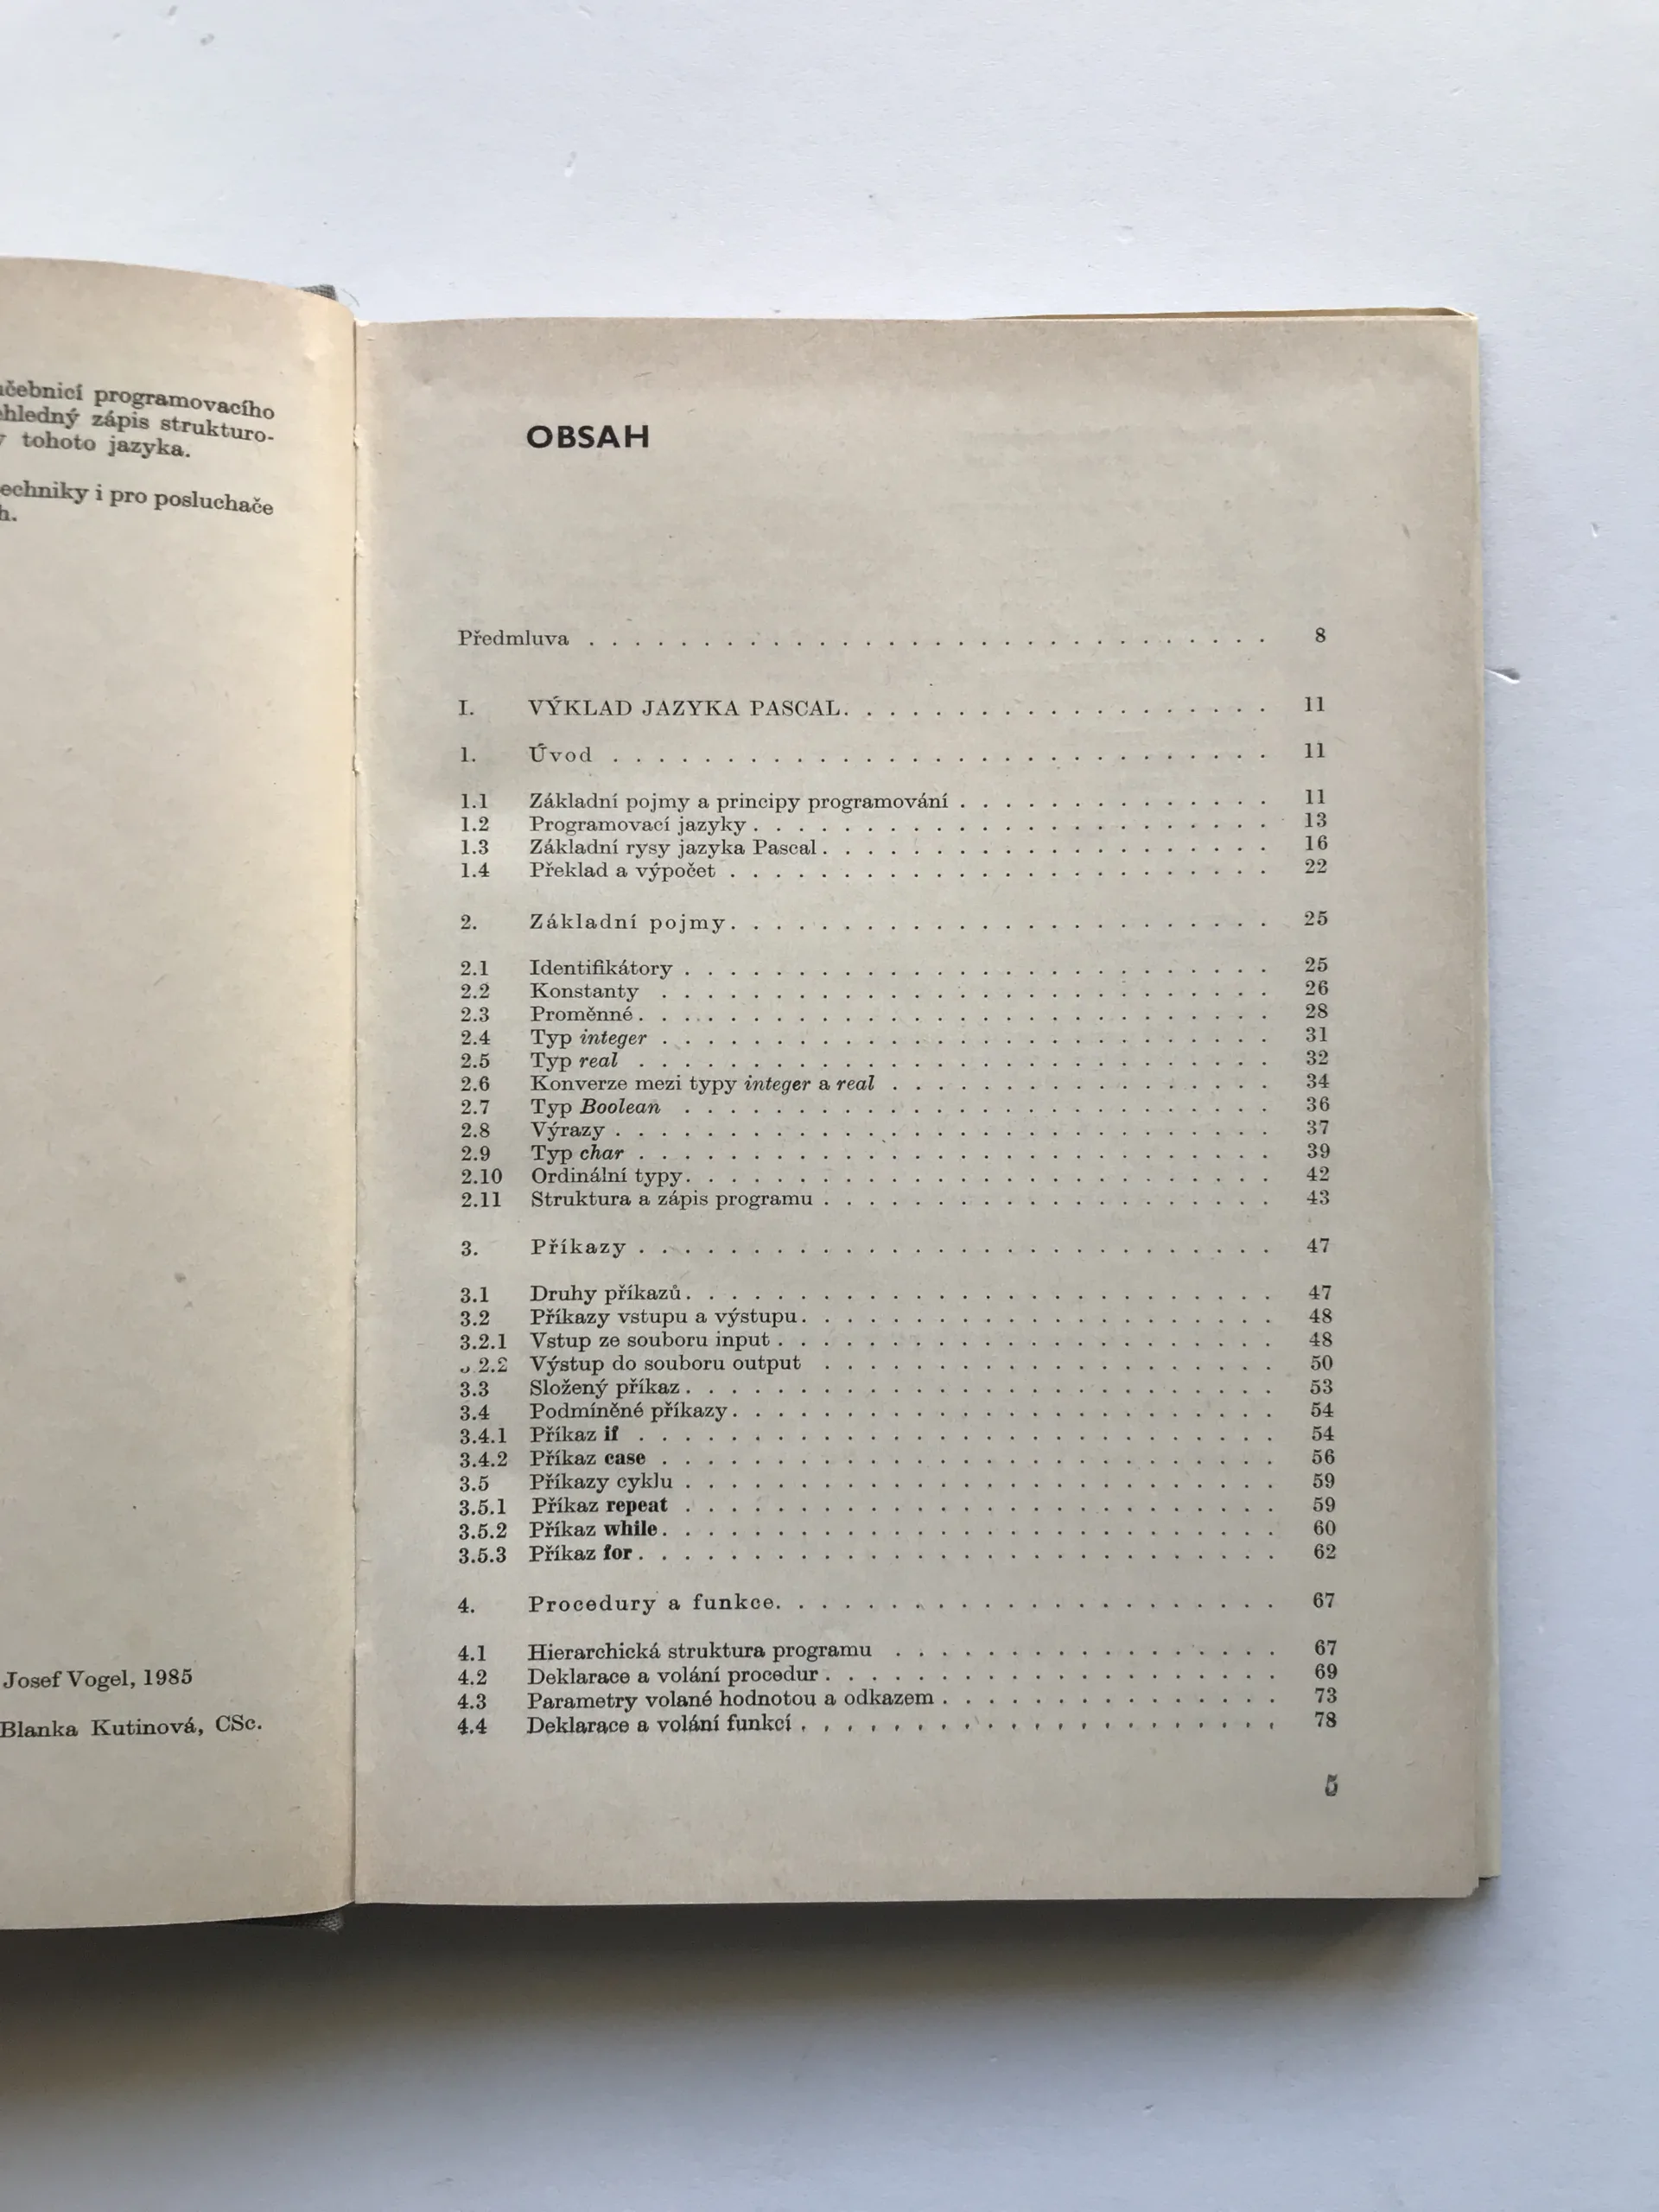 programovacího
zápis strukturo-
tohoto jazyka.
i pro posluchače
Josef Vogel, 1985
Blanka Kutinová, CSc.
OBSAH
Předmluva . . . . . . . . . . . . . . . . . . . . . . . . . . . . . . 8
I. VÝKLAD JAZYKA PASCAL. . . . . . . . . . . . . . . . . . . 11
1. Úvod . . . . . . . . . . . . . . . . . . . . . . . . . . . . . 11
1.1 Základní pojmy a principy programování . . . . . . . . . . . . . . 11
1.2 Programovací jazyky . . . . . . . . . . . . . . . . . . . . . . . 13
1.3 Základní rysy jazyka Pascal . . . . . . . . . . . . . . . . . . . . 16
1.4 Překlad a výpočet . . . . . . . . . . . . . . . . . . . . . . . . 22
2. Základní pojmy. . . . . . . . . . . . . . . . . . . . . . . . 25
2.1 Identifikátory . . . . . . . . . . . . . . . . . . . . . . . . . . 25
2.2 Konstanty . . . . . . . . . . . . . . . . . . . . . . . . . . . 26
2.3 Proměnné . . . . . . . . . . . . . . . . . . . . . . . . . . . . 28
2.4 Typ integer . . . . . . . . . . . . . . . . . . . . . . . . . . . 31
2.5 Typ real . . . . . . . . . . . . . . . . . . . . . . . . . . . . 32
2.6 Konverze mezi typy integer a real . . . . . . . . . . . . . . . . . 34
2.7 Typ Boolean . . . . . . . . . . . . . . . . . . . . . . . . . . 36
2.8 Výrazy . . . . . . . . . . . . . . . . . . . . . . . . . . . . . 37
2.9 Typ char . . . . . . . . . . . . . . . . . . . . . . . . . . . . 39
2.10 Ordinální typy. . . . . . . . . . . . . . . . . . . . . . . . . . 42
2.11 Struktura a zápis programu . . . . . . . . . . . . . . . . . . . . 43
3. Příkazy . . . . . . . . . . . . . . . . . . . . . . . . . . . . 47
3.1 Druhy příkazů. . . . . . . . . . . . . . . . . . . . . . . . . . 47
3.2 Příkazy vstupu a výstupu. . . . . . . . . . . . . . . . . . . . . 48
3.2.1 Vstup ze souboru input . . . . . . . . . . . . . . . . . . . . . . 48
3.2.2 Výstup do souboru output . . . . . . . . . . . . . . . . . . . . 50
3.3 Složený příkaz . . . . . . . . . . . . . . . . . . . . . . . . . . 53
3.4 Podmíněné příkazy . . . . . . . . . . . . . . . . . . . . . . . . 54
3.4.1 Příkaz if . . . . . . . . . . . . . . . . . . . . . . . . . . . . 54
3.4.2 Příkaz case . . . . . . . . . . . . . . . . . . . . . . . . . . . 56
3.5 Příkazy cyklu . . . . . . . . . . . . . . . . . . . . . . . . . . 59
3.5.1 Příkaz repeat . . . . . . . . . . . . . . . . . . . . . . . . . . 59
3.5.2 Příkaz while . . . . . . . . . . . . . . . . . . . . . . . . . . . 60
3.5.3 Příkaz for . . . . . . . . . . . . . . . . . . . . . . . . . . . . 62
4. Procedury a funkce. . . . . . . . . . . . . . . . . . . . . . 67
4.1 Hierarchická struktura programu . . . . . . . . . . . . . . . . . 67
4.2 Deklarace a volání procedur . . . . . . . . . . . . . . . . . . . . 69
4.3 Parametry volané hodnotou a odkazem . . . . . . . . . . . . . . . 73
4.4 Deklarace a volání funkcí . . . . . . . . . . . . . . . . . . . . . 78
5